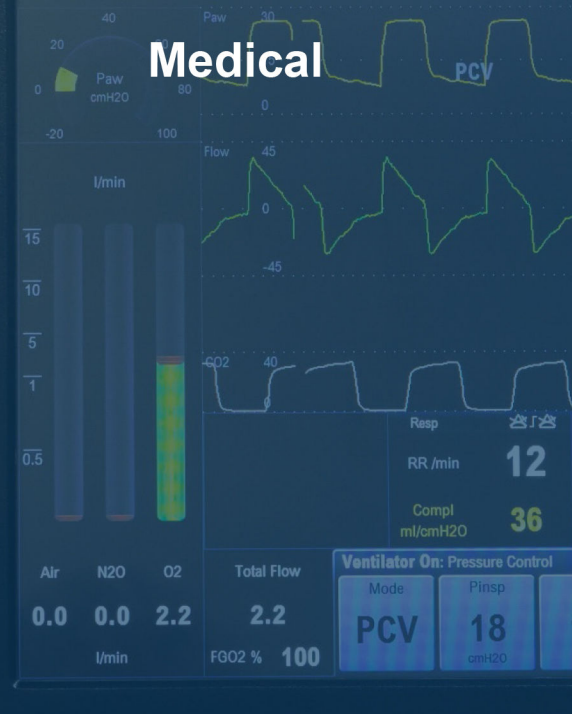 Medical
Paw
30
40
20
Paw
cmH2O
0
80
-20
100
0
PCV
Flow
45
0
-45
l/min
15
10
5
1
0.5
CO2
40
0
Resp
RR /min
12
Compl
ml/cmH2O
36
Air
N2O
O2
0.0
0.0
2.2
l/min
Total Flow
2.2
FGO2 %
100
Ventilator On: Pressure Control
Mode
PCV
Pinsp
18
cmH2O